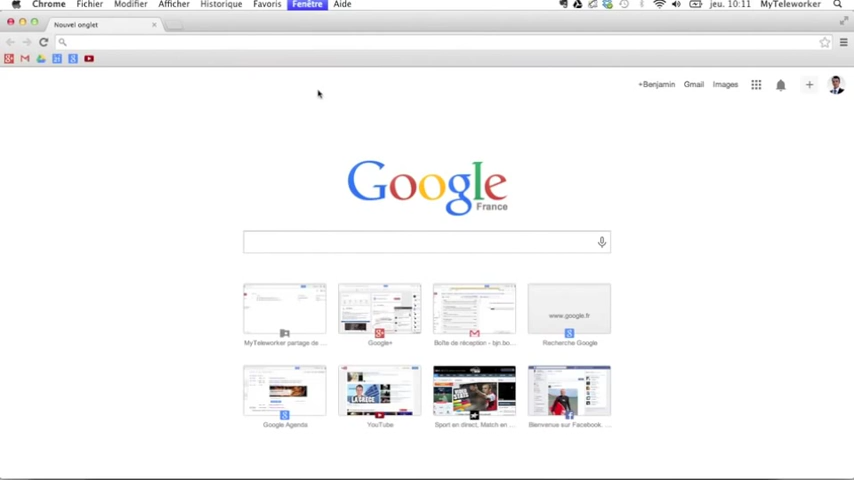 Chrome Fichier Modifier Afficher Historique Favoris Fenêtre Aide jeu. 10:11 MyTeleworker
Nouvel onglet
+Benjamin Gmail Images
Google
France
www.google.fr
MyTeleworker partage de ... Google+ Boîte de réception - bjn.bo... Recherche Google
Google Agenda YouTube Sport en direct, Match en ... Bienvenue sur Facebook. ...